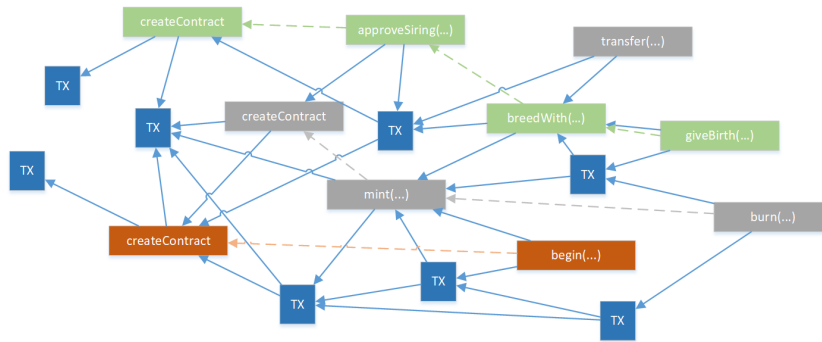 createContract
approveSiring(...)
transfer(...)
TX
createContract
TX
TX
breedWith(...)
giveBirth(...)
TX
mint(...)
TX
burn(...)
createContract
begin(...)
TX
TX
TX